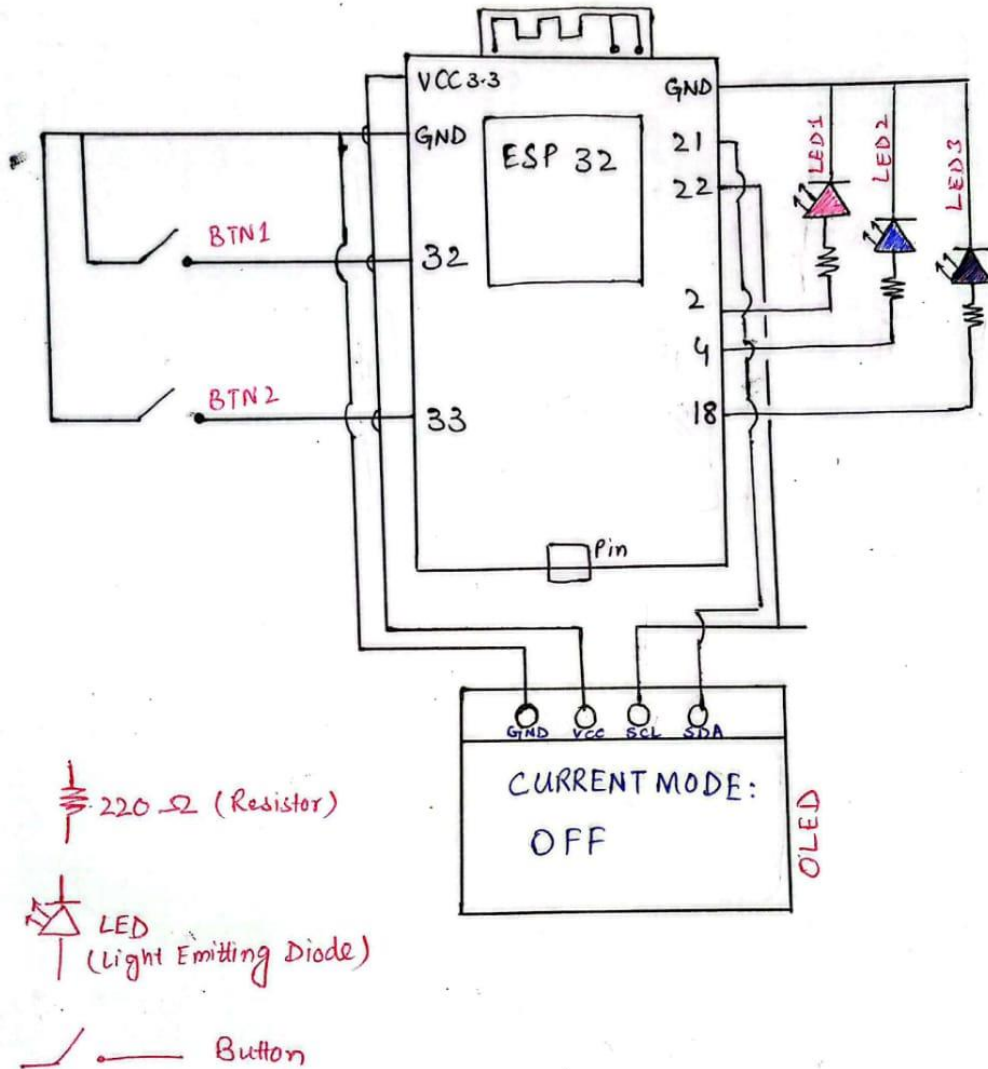 VCC 3.3
GND
GND
ESP 32
21
22
LED1
LED2
LED3
BTN1
32
2
4
BTN2
33
18
Pin
GND VCC SCL SDA
CURRENT MODE:
OFF
OLED
220 Ω (Resistor)
LED
(Light Emitting Diode)
Button